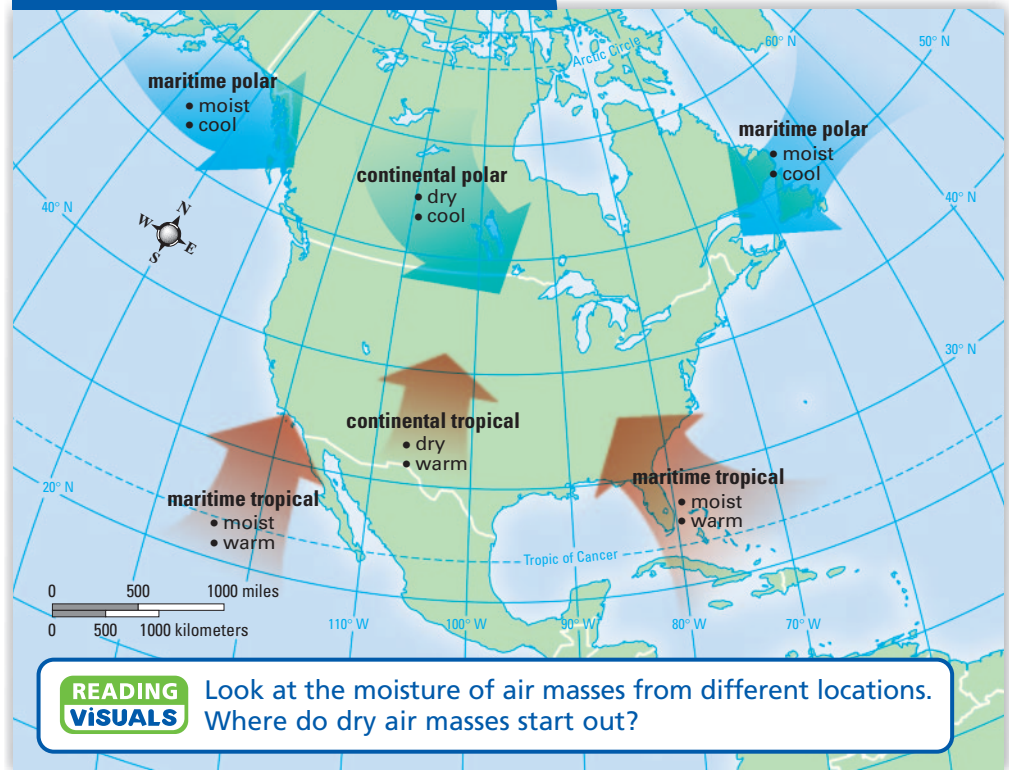 60° N
50° N
Arctic Circle
maritime polar
• moist
• cool
maritime polar
• moist
• cool
continental polar
• dry
• cool
40° N
40° N
N
W
E
S
30° N
continental tropical
• dry
• warm
20° N
maritime tropical
• moist
• warm
maritime tropical
• moist
• warm
Tropic of Cancer
0 500 1000 miles
0 500 1000 kilometers
110° W
100° W
90° W
80° W
70° W
READING
ViSUALS
Look at the moisture of air masses from different locations.
Where do dry air masses start out?